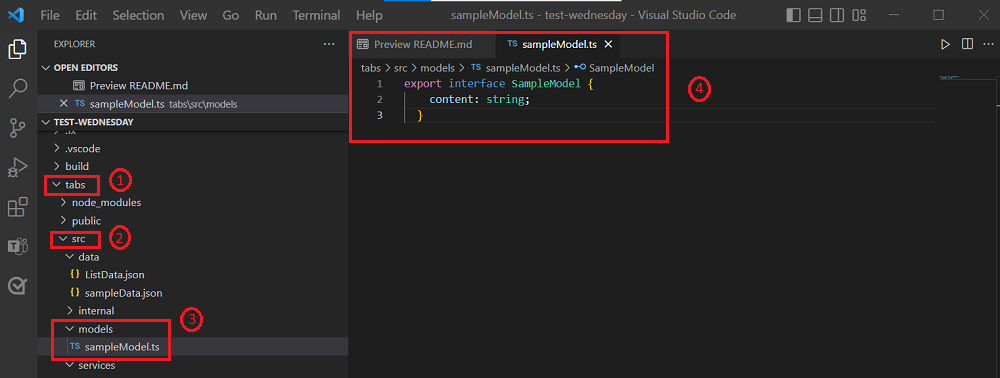 File Edit Selection View Go Run Terminal Help sampleModel.ts - test-wednesday - Visual Studio Code
EXPLORER
OPEN EDITORS
Preview README.md
TS sampleModel.ts tabs\src\models
TEST-WEDNESDAY
.vscode
build
tabs 1
node_modules
public
src 2
data
{} ListData.json
{} sampleData.json
internal
3
models
TS sampleModel.ts
services
Preview README.md TS sampleModel.ts
tabs > src > models > TS sampleModel.ts > SampleModel
4
1 export interface SampleModel {
2 content: string;
3 }